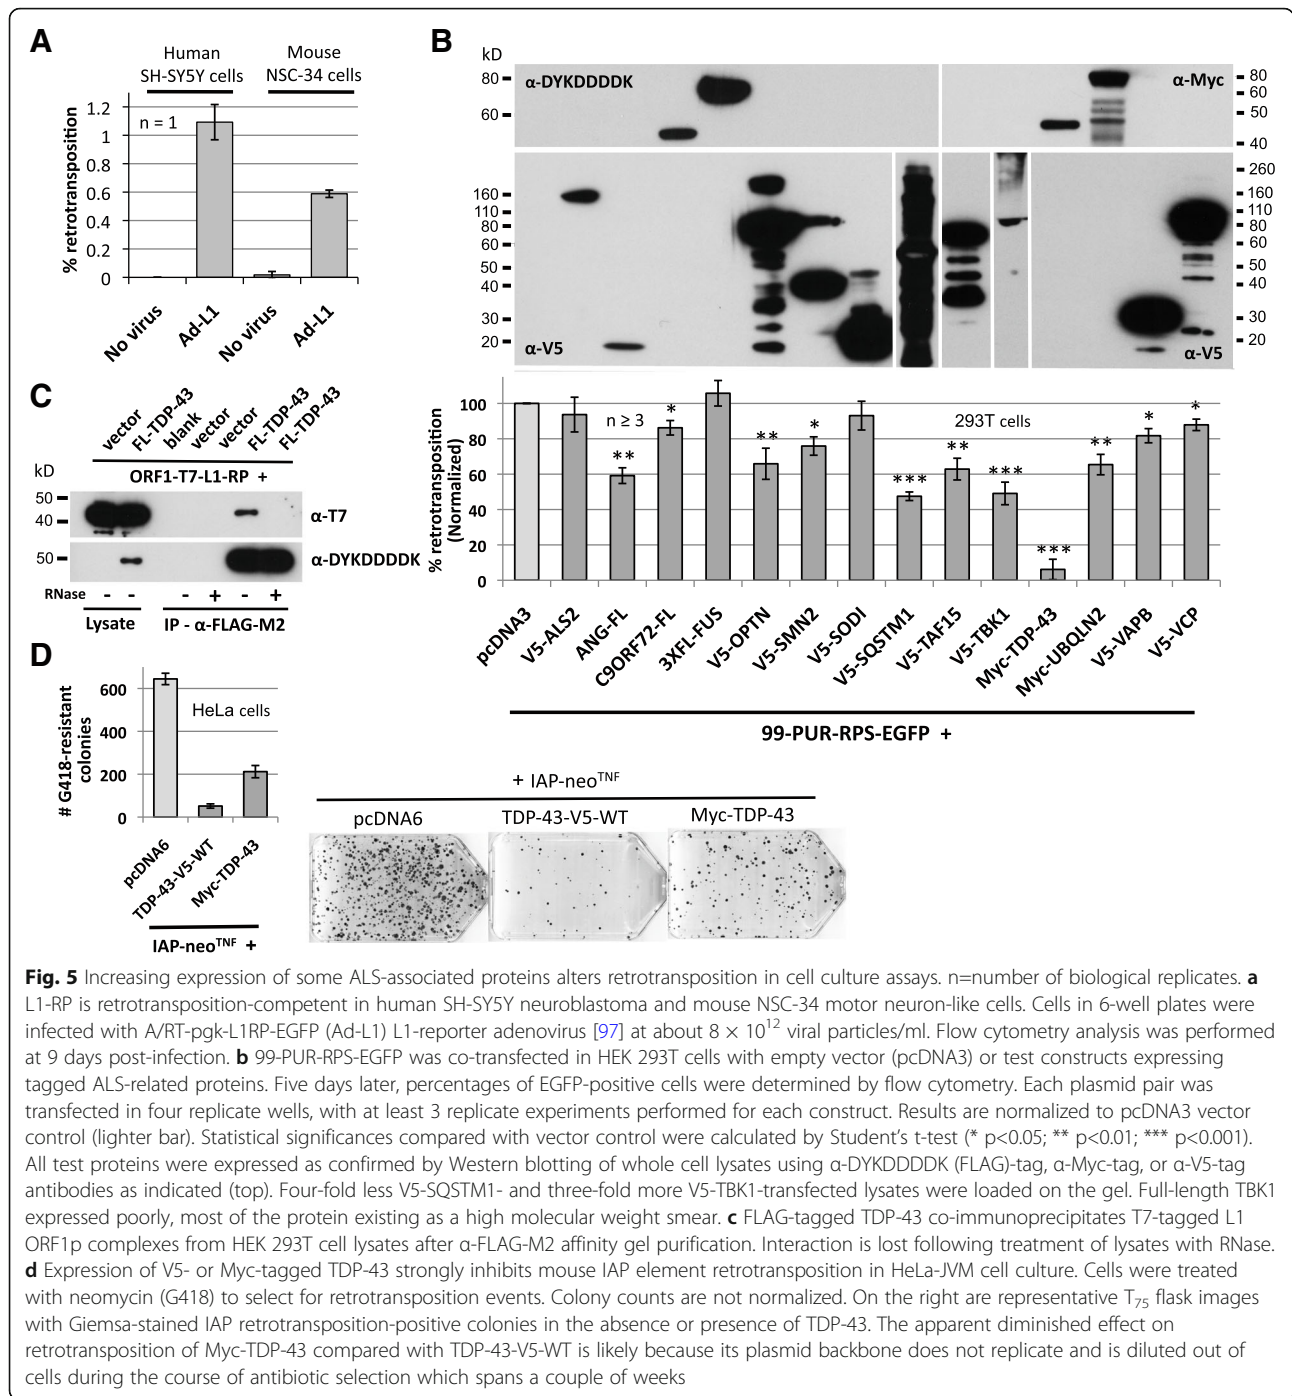 A
Human
SH-SY5Y cells
Mouse
NSC-34 cells
n = 1
% retrotransposition
1.2
1
0.8
0.6
0.4
0.2
0
No virus
Ad-L1
No virus
Ad-L1
B
kD
80
60
α-DYKDDDDK
α-Myc
80
60
50
40
160
110
80
60
50
40
30
20
α-V5
260
160
110
80
60
50
40
30
20
α-V5
% retrotransposition
(Normalized)
100
80
60
40
20
0
n ≥ 3
293T cells
**
*
**
*
***
**
***
***
**
*
*
pcDNA3
V5-ALS2
ANG-FL
C9ORF72-FL
3XFL-FUS
V5-OPTN
V5-SMN2
V5-SODI
V5-SQSTM1
V5-TAF15
V5-TBK1
Myc-TDP-43
Myc-UBQLN2
V5-VAPB
V5-VCP
99-PUR-RPS-EGFP +
C
vector
FL-TDP-43
blank
vector
vector
FL-TDP-43
FL-TDP-43
kD
ORF1-T7-L1-RP +
50
40
α-T7
50
α-DYKDDDDK
RNase - - - + - +
Lysate
IP - α-FLAG-M2
D
# G418-resistant
colonies
600
400
200
0
HeLa cells
pcDNA6
TDP-43-V5-WT
Myc-TDP-43
IAP-neoTNF +
+ IAP-neoTNF
pcDNA6
TDP-43-V5-WT
Myc-TDP-43
Fig. 5 Increasing expression of some ALS-associated proteins alters retrotransposition in cell culture assays. n=number of biological replicates. a
L1-RP is retrotransposition-competent in human SH-SY5Y neuroblastoma and mouse NSC-34 motor neuron-like cells. Cells in 6-well plates were
infected with A/RT-pgk-L1RP-EGFP (Ad-L1) L1-reporter adenovirus [97] at about 8 × 10¹² viral particles/ml. Flow cytometry analysis was performed
at 9 days post-infection. b 99-PUR-RPS-EGFP was co-transfected in HEK 293T cells with empty vector (pcDNA3) or test constructs expressing
tagged ALS-related proteins. Five days later, percentages of EGFP-positive cells were determined by flow cytometry. Each plasmid pair was
transfected in four replicate wells, with at least 3 replicate experiments performed for each construct. Results are normalized to pcDNA3 vector
control (lighter bar). Statistical significances compared with vector control were calculated by Student's t-test (* p<0.05; ** p<0.01; *** p<0.001).
All test proteins were expressed as confirmed by Western blotting of whole cell lysates using α-DYKDDDDK (FLAG)-tag, α-Myc-tag, or α-V5-tag
antibodies as indicated (top). Four-fold less V5-SQSTM1- and three-fold more V5-TBK1-transfected lysates were loaded on the gel. Full-length TBK1
expressed poorly, most of the protein existing as a high molecular weight smear. c FLAG-tagged TDP-43 co-immunoprecipitates T7-tagged L1
ORF1p complexes from HEK 293T cell lysates after α-FLAG-M2 affinity gel purification. Interaction is lost following treatment of lysates with RNase.
d Expression of V5- or Myc-tagged TDP-43 strongly inhibits mouse IAP element retrotransposition in HeLa-JVM cell culture. Cells were treated
with neomycin (G418) to select for retrotransposition events. Colony counts are not normalized. On the right are representative T₇₅ flask images
with Giemsa-stained IAP retrotransposition-positive colonies in the absence or presence of TDP-43. The apparent diminished effect on
retrotransposition of Myc-TDP-43 compared with TDP-43-V5-WT is likely because its plasmid backbone does not replicate and is diluted out of
cells during the course of antibiotic selection which spans a couple of weeks